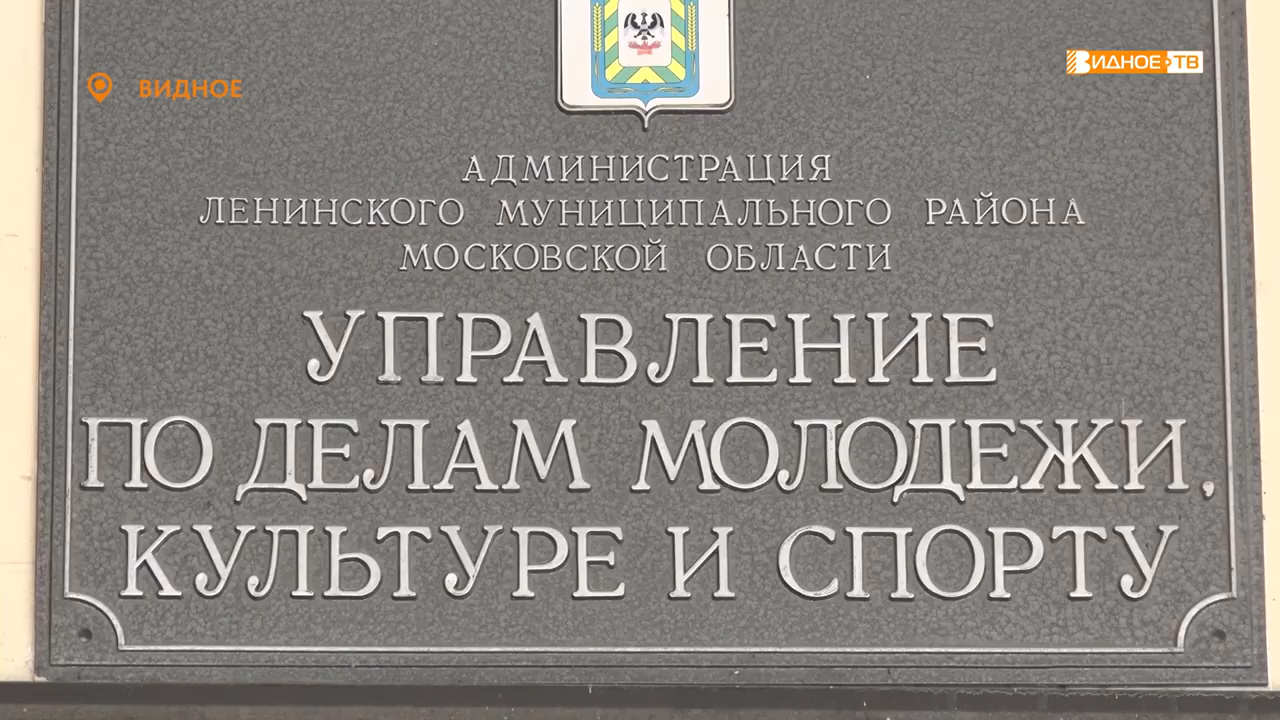 ВИДНОЕ
ВИДНОЕ ТВ
АДМИНИСТРАЦИЯ
ЛЕНИНСКОГО МУНИЦИПАЛЬНОГО РАЙОНА
МОСКОВСКОЙ ОБЛАСТИ
УПРАВЛЕНИЕ
ПО ДЕЛАМ МОЛОДЕЖИ,
КУЛЬТУРЕ И СПОРТУ